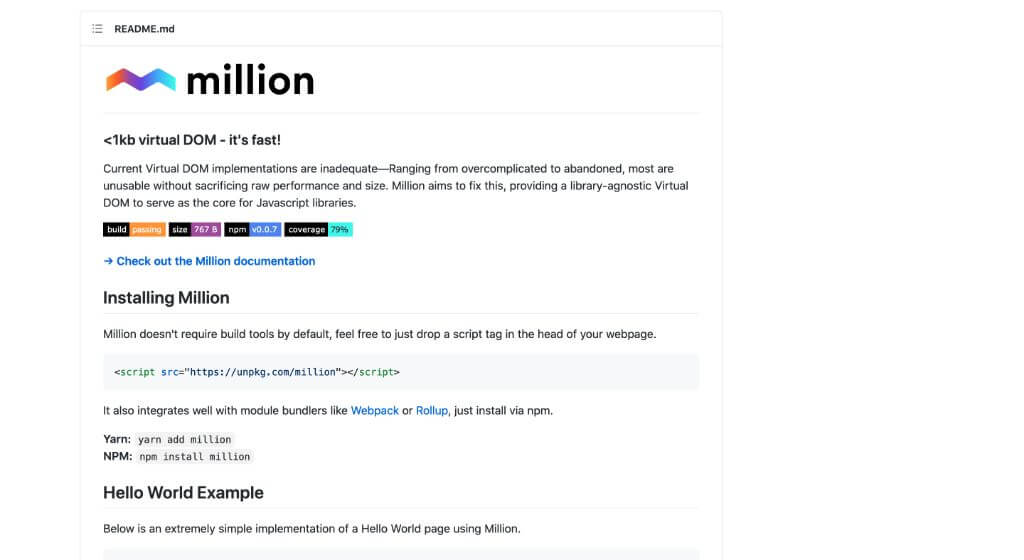 README.md
million
<1kb virtual DOM - it's fast!
Current Virtual DOM implementations are inadequate—Ranging from overcomplicated to abandoned, most are
unusable without sacrificing raw performance and size. Million aims to fix this, providing a library-agnostic Virtual
DOM to serve as the core for Javascript libraries.
build passing size 767 B npm v0.0.7 coverage 79%
→ Check out the Million documentation
Installing Million
Million doesn't require build tools by default, feel free to just drop a script tag in the head of your webpage.
<script src="https://unpkg.com/million"></script>
It also integrates well with module bundlers like Webpack or Rollup, just install via npm.
Yarn: yarn add million
NPM: npm install million
Hello World Example
Below is an extremely simple implementation of a Hello World page using Million.